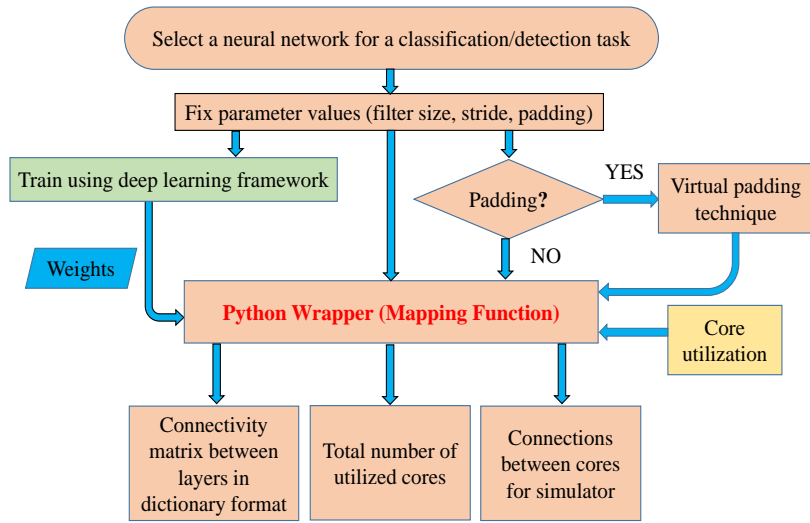 Select a neural network for a classification/detection task
Fix parameter values (filter size, stride, padding)
Train using deep learning framework
Padding?
YES
Virtual padding
technique
Weights
NO
Python Wrapper (Mapping Function)
Core
utilization
Connectivity
matrix between
layers in
dictionary format
Total number of
utilized cores
Connections
between cores
for simulator